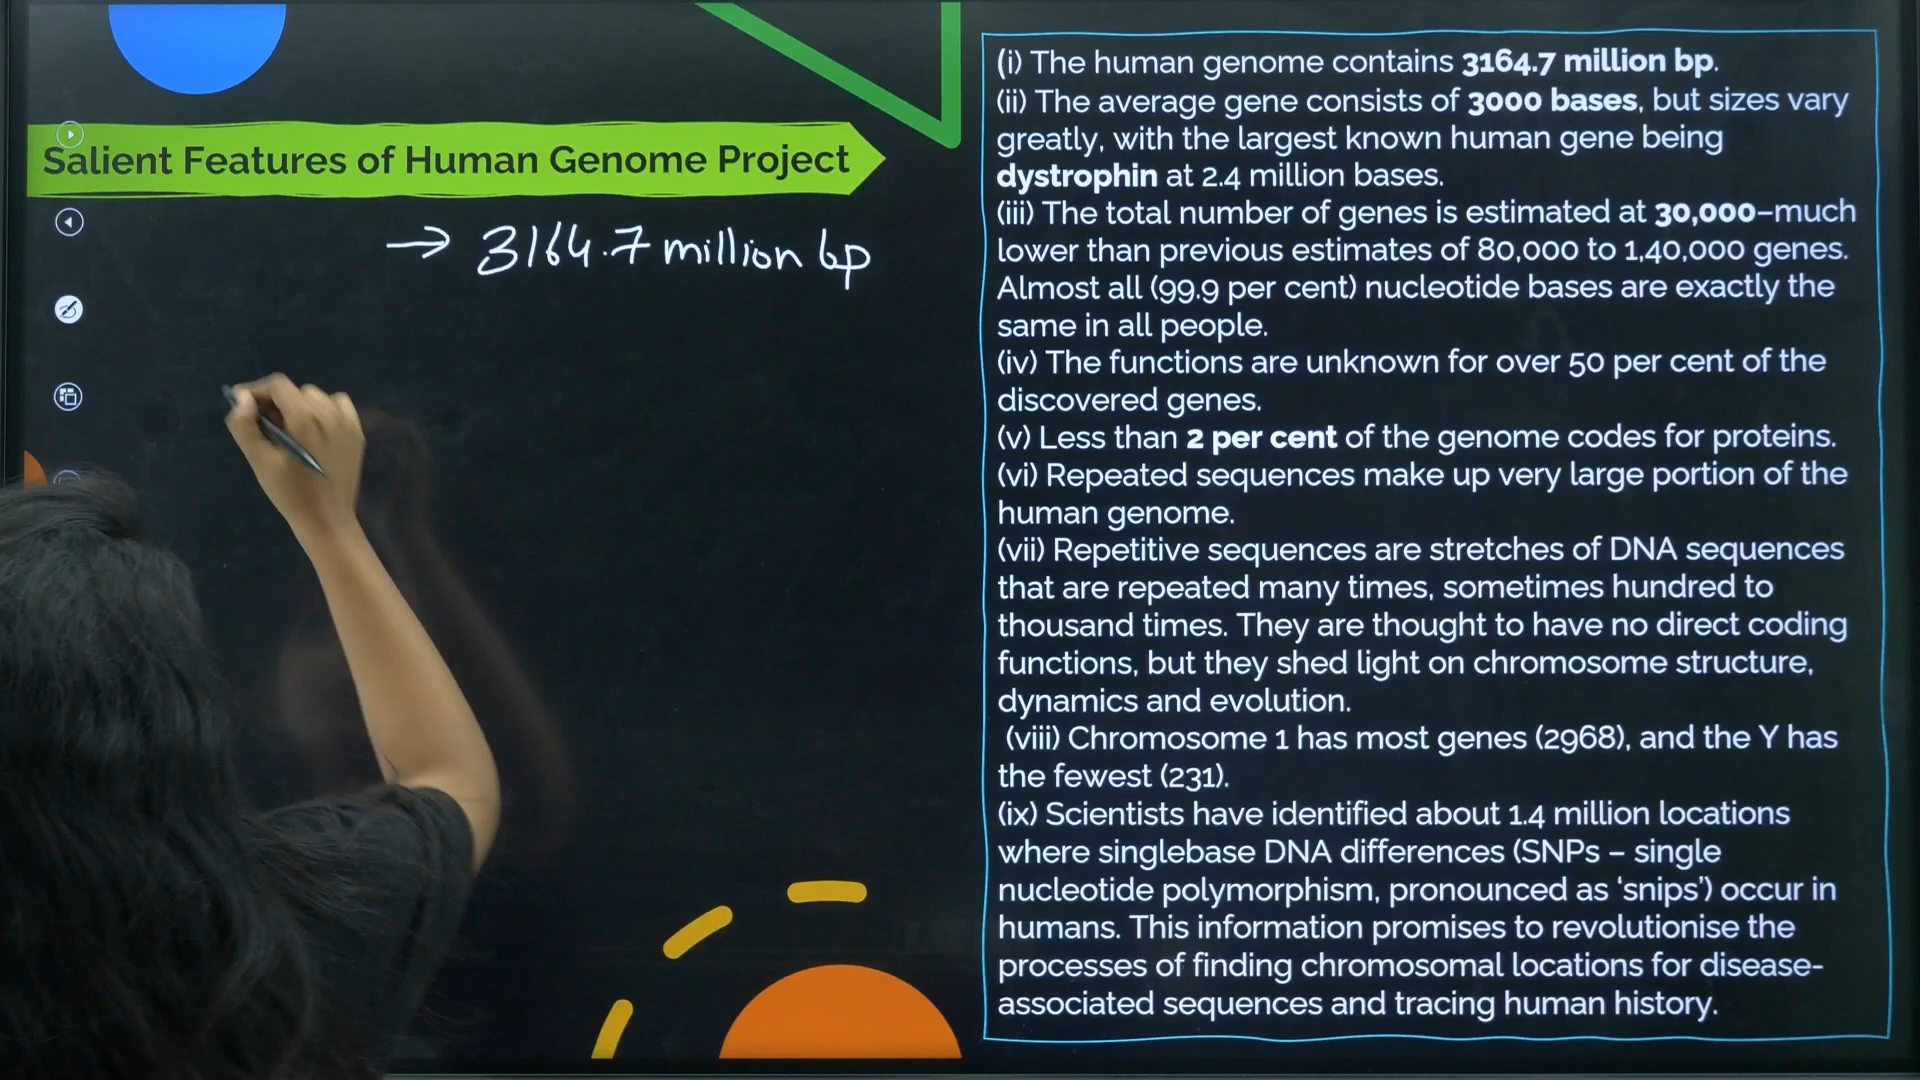 Salient Features of Human Genome Project
→ 3164.7 million bp
(i) The human genome contains 3164.7 million bp.
(ii) The average gene consists of 3000 bases, but sizes vary
greatly, with the largest known human gene being
dystrophin at 2.4 million bases.
(iii) The total number of genes is estimated at 30,000–much
lower than previous estimates of 80,000 to 1,40,000 genes.
Almost all (99.9 per cent) nucleotide bases are exactly the
same in all people.
(iv) The functions are unknown for over 50 per cent of the
discovered genes.
(v) Less than 2 per cent of the genome codes for proteins.
(vi) Repeated sequences make up very large portion of the
human genome.
(vii) Repetitive sequences are stretches of DNA sequences
that are repeated many times, sometimes hundred to
thousand times. They are thought to have no direct coding
functions, but they shed light on chromosome structure,
dynamics and evolution.
(viii) Chromosome 1 has most genes (2968), and the Y has
the fewest (231).
(ix) Scientists have identified about 1.4 million locations
where singlebase DNA differences (SNPs – single
nucleotide polymorphism, pronounced as ‘snips’) occur in
humans. This information promises to revolutionise the
processes of finding chromosomal locations for disease-
associated sequences and tracing human history.